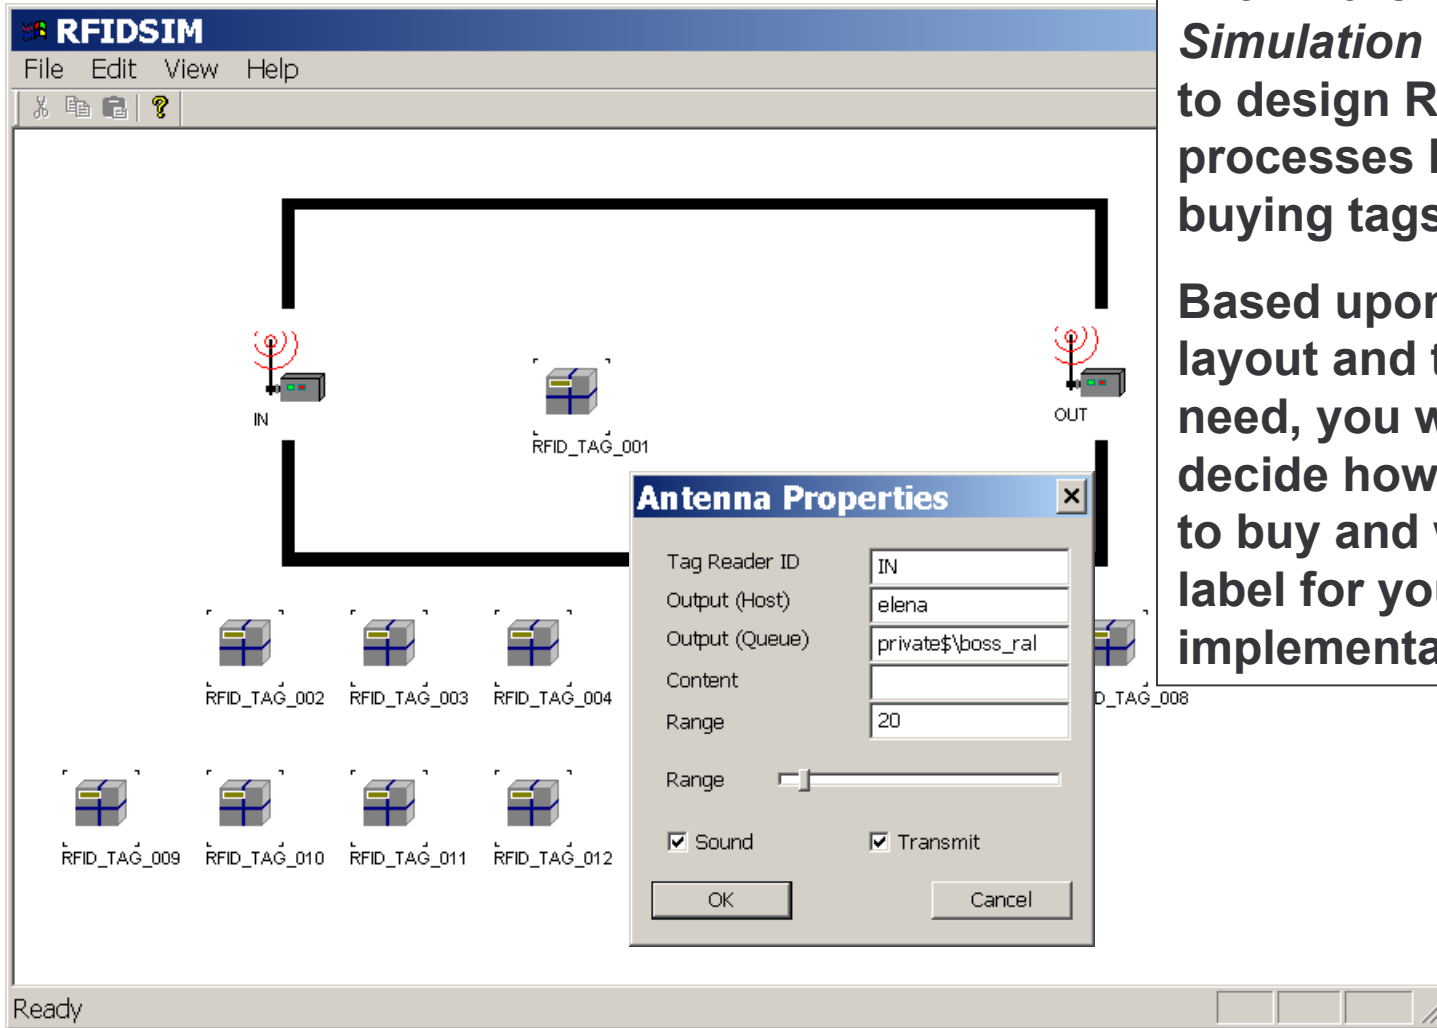 RFIDSIM
File Edit View Help
IN
RFID_TAG_001
OUT
RFID_TAG_002 RFID_TAG_003 RFID_TAG_004 D_TAG_008
RFID_TAG_009 RFID_TAG_010 RFID_TAG_011 RFID_TAG_012
Antenna Properties
Tag Reader ID IN
Output (Host) elena
Output (Queue) private$\boss_ral
Content
Range 20
Range
Sound Transmit
OK Cancel
Ready
Simulation
to design R
processes
buying tags
Based upon
layout and t
need, you w
decide how
to buy and
label for you
implementa